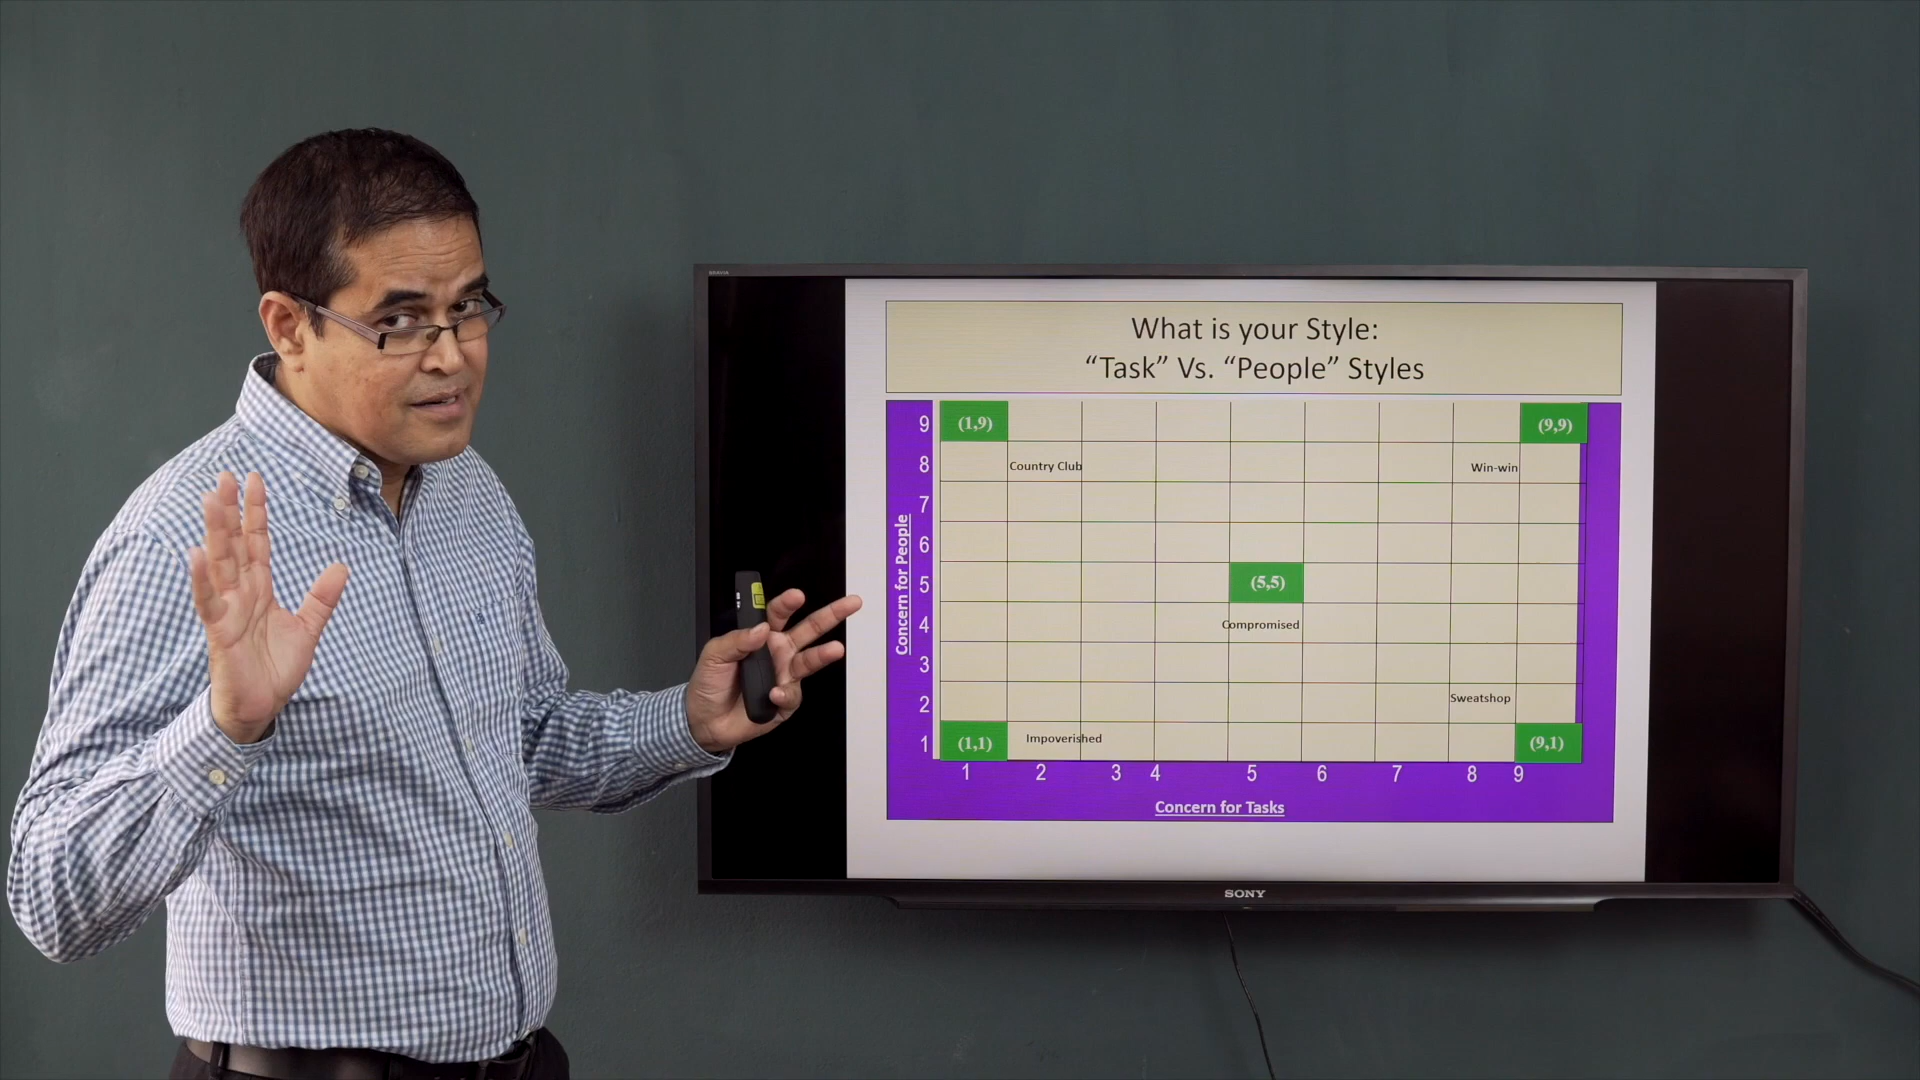 BRAVIA
What is your Style:
“Task” Vs. “People” Styles
Concern for People
9
8
7
6
5
4
3
2
1
(1,9)
(9,9)
Country Club
Win-win
(5,5)
Compromised
Sweatshop
(1,1)
Impoverished
(9,1)
1 2 3 4 5 6 7 8 9
Concern for Tasks
SONY